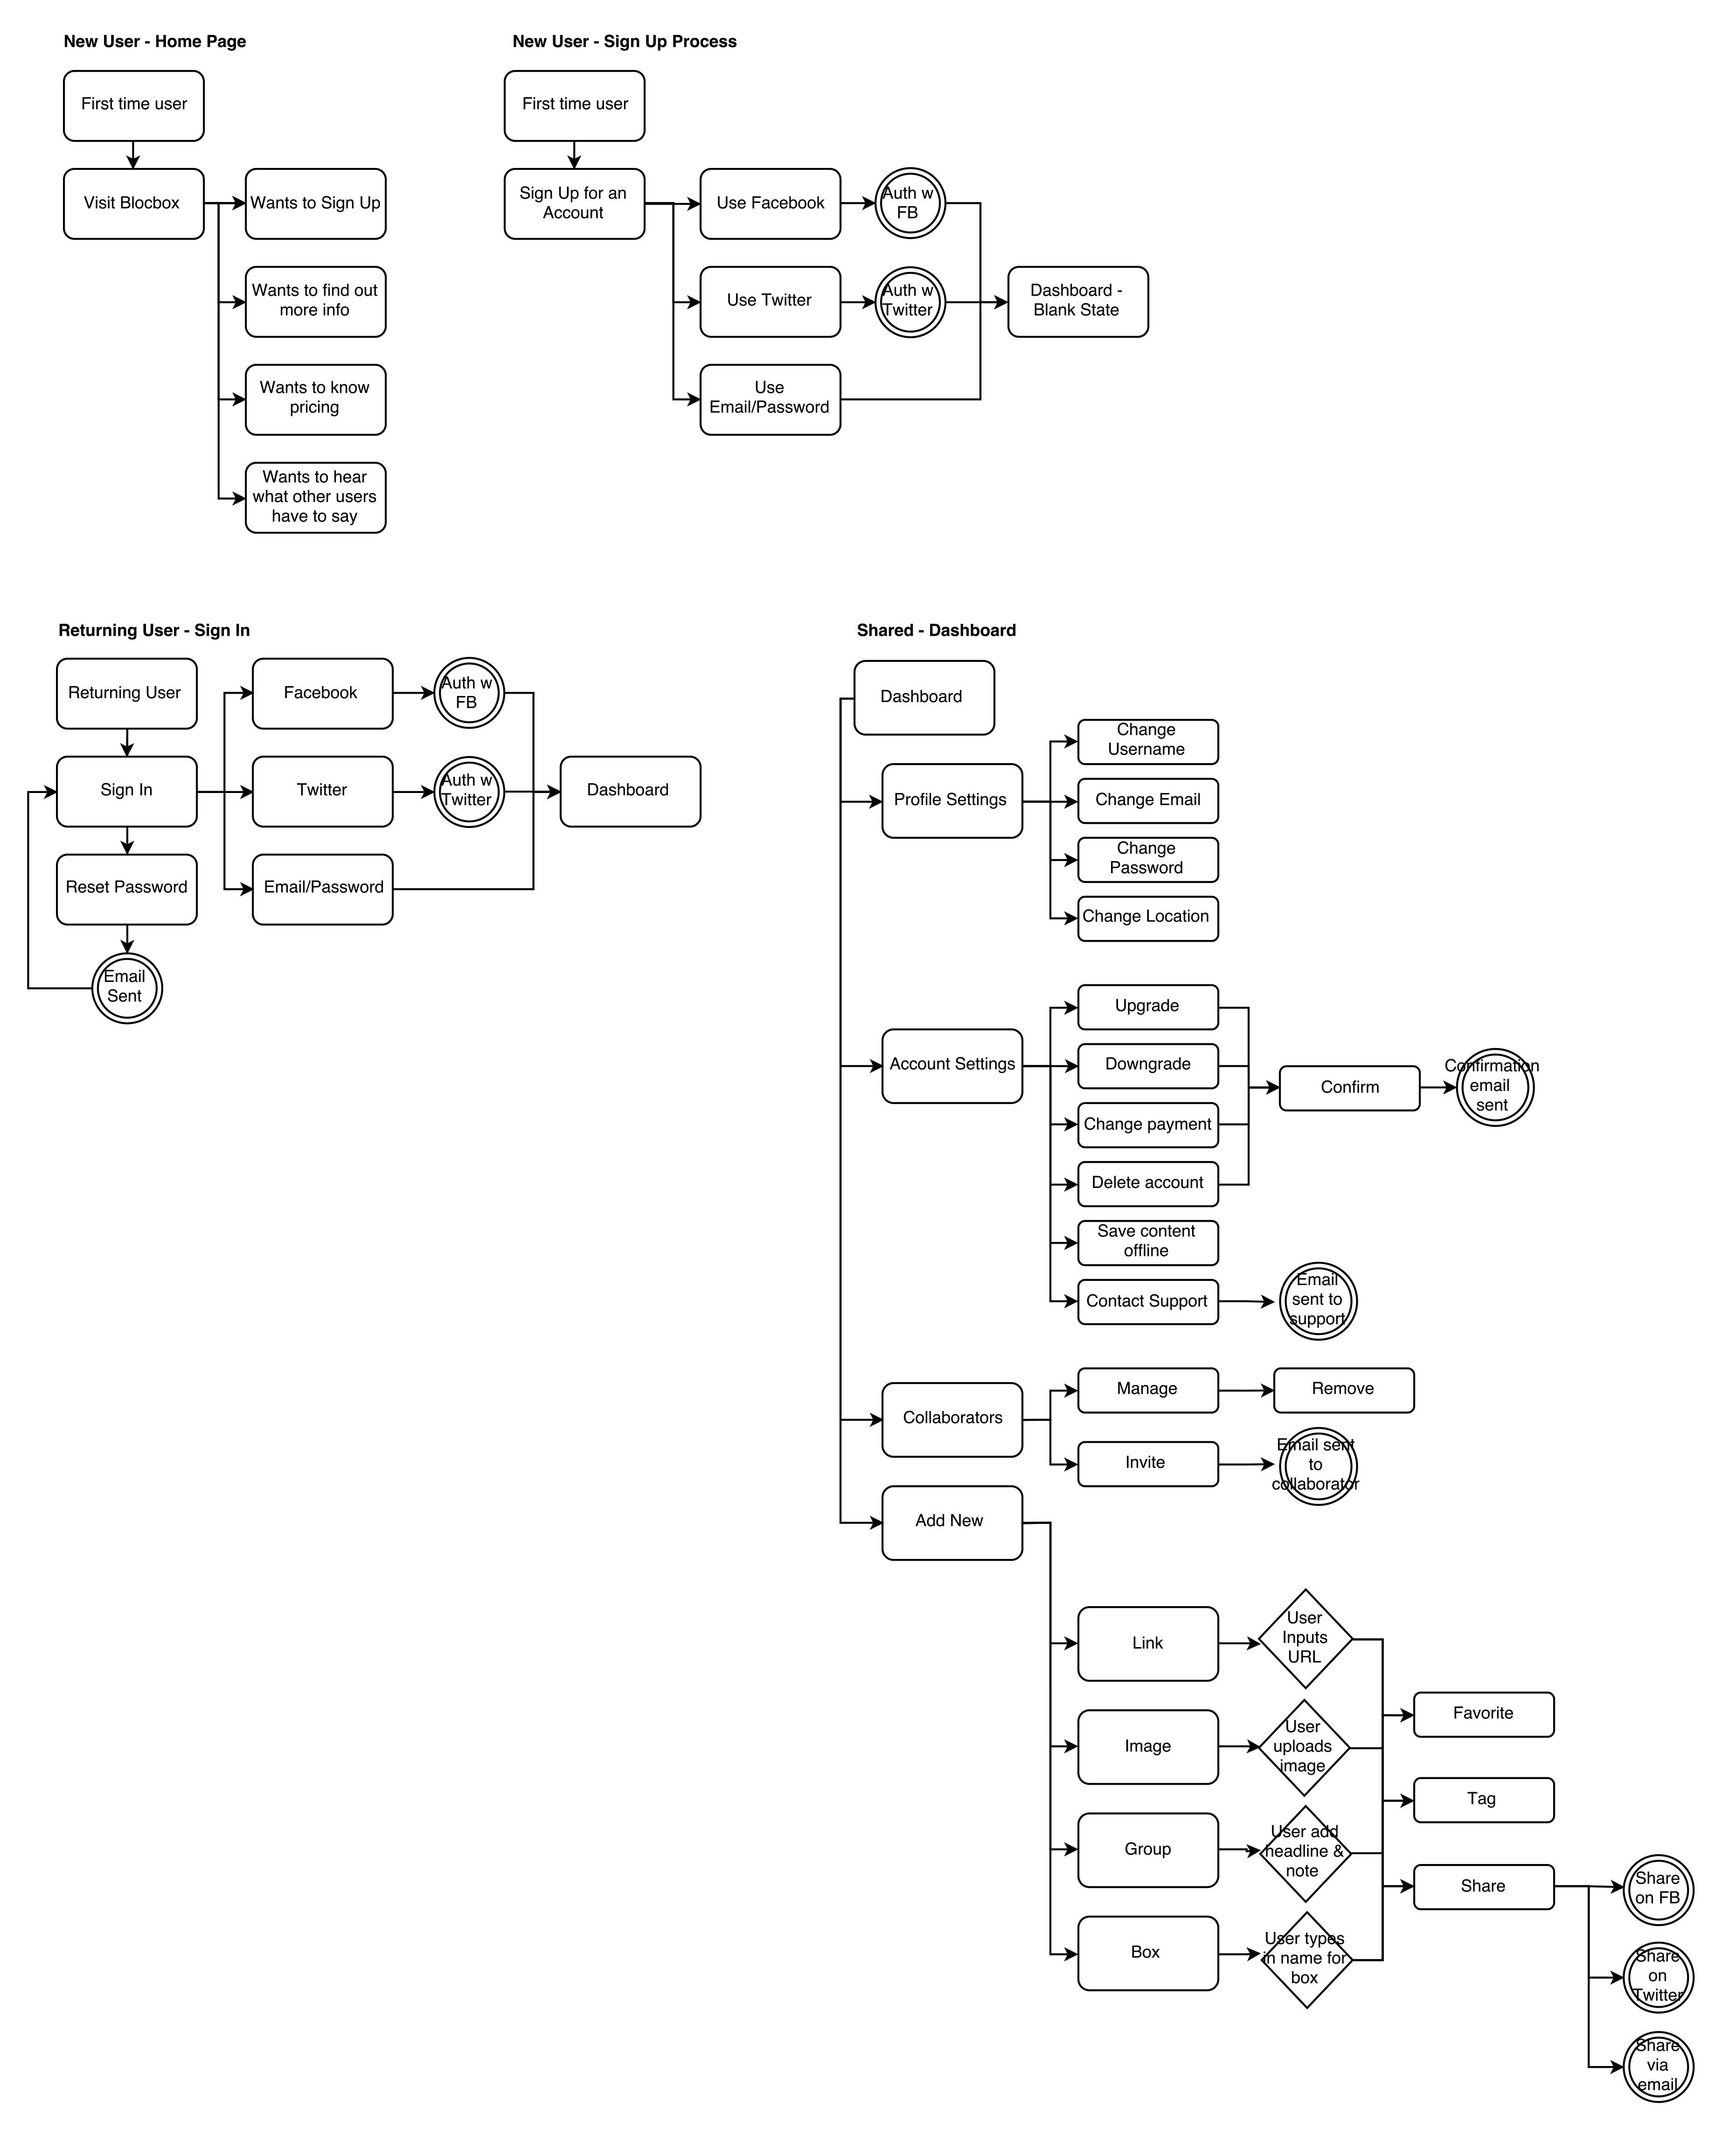 New User - Home Page
First time user
Visit Blocbox
Wants to Sign Up
Wants to find out
more info
Wants to know
pricing
Wants to hear
what other users
have to say
New User - Sign Up Process
First time user
Sign Up for an
Account
Use Facebook
Auth w
FB
Use Twitter
Auth w
Twitter
Use
Email/Password
Dashboard -
Blank State
Returning User - Sign In
Returning User
Sign In
Reset Password
Email
Sent
Facebook
Auth w
FB
Twitter
Auth w
Twitter
Email/Password
Dashboard
Shared - Dashboard
Dashboard
Profile Settings
Change
Username
Change Email
Change
Password
Change Location
Account Settings
Upgrade
Downgrade
Change payment
Delete account
Confirm
Confirmation
email
sent
Save content
offline
Contact Support
Email
sent to
support
Collaborators
Manage
Remove
Invite
Email sent
to
collaborator
Add New
Link
User
Inputs
URL
Image
User
uploads
image
Group
User add
headline &
note
Box
User types
in name for
box
Favorite
Tag
Share
Share
on FB
Share
on
Twitter
Share
via
email